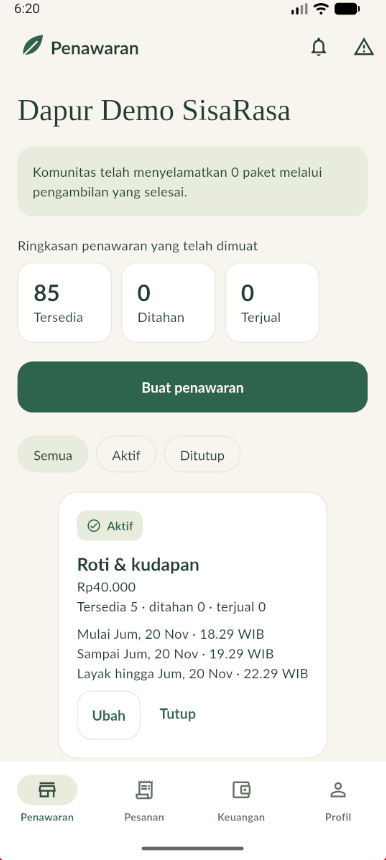 6:20
Penawaran
Dapur Demo SisaRasa
Komunitas telah menyelamatkan 0 paket melalui
pengambilan yang selesai.
Ringkasan penawaran yang telah dimuat
85
Tersedia
0
Ditahan
0
Terjual
Buat penawaran
Semua
Aktif
Ditutup
Aktif
Roti & kudapan
Rp40.000
Tersedia 5 · ditahan 0 · terjual 0
Mulai Jum, 20 Nov · 18.29 WIB
Sampai Jum, 20 Nov · 19.29 WIB
Layak hingga Jum, 20 Nov · 22.29 WIB
Ubah
Tutup
Penawaran
Pesanan
Keuangan
Profil